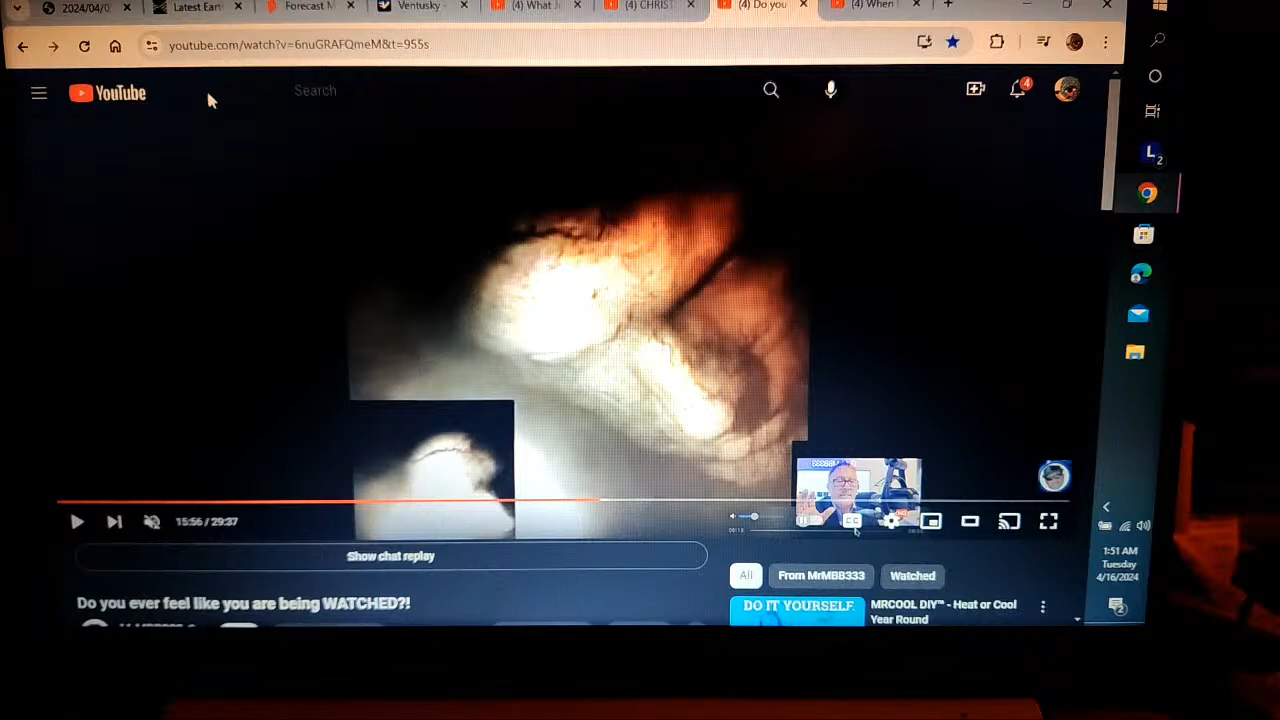 2024/04/0
Latest Eart
Forecast M
Ventusky -
(4) What J
(4) CHRIST
(4) Do you
(4) When I
youtube.com/watch?v=6nuGRAFQmeM&t=955s
YouTube
Search
4
L
2
CC
HD
15:56 / 29:37
Show chat replay
1:51 AM
Tuesday
4/16/2024
2
All
From MrMBB333
Watched
Do you ever feel like you are being WATCHED?!
DO IT YOURSELF.
MRCOOL DIY™ - Heat or Cool
Year Round